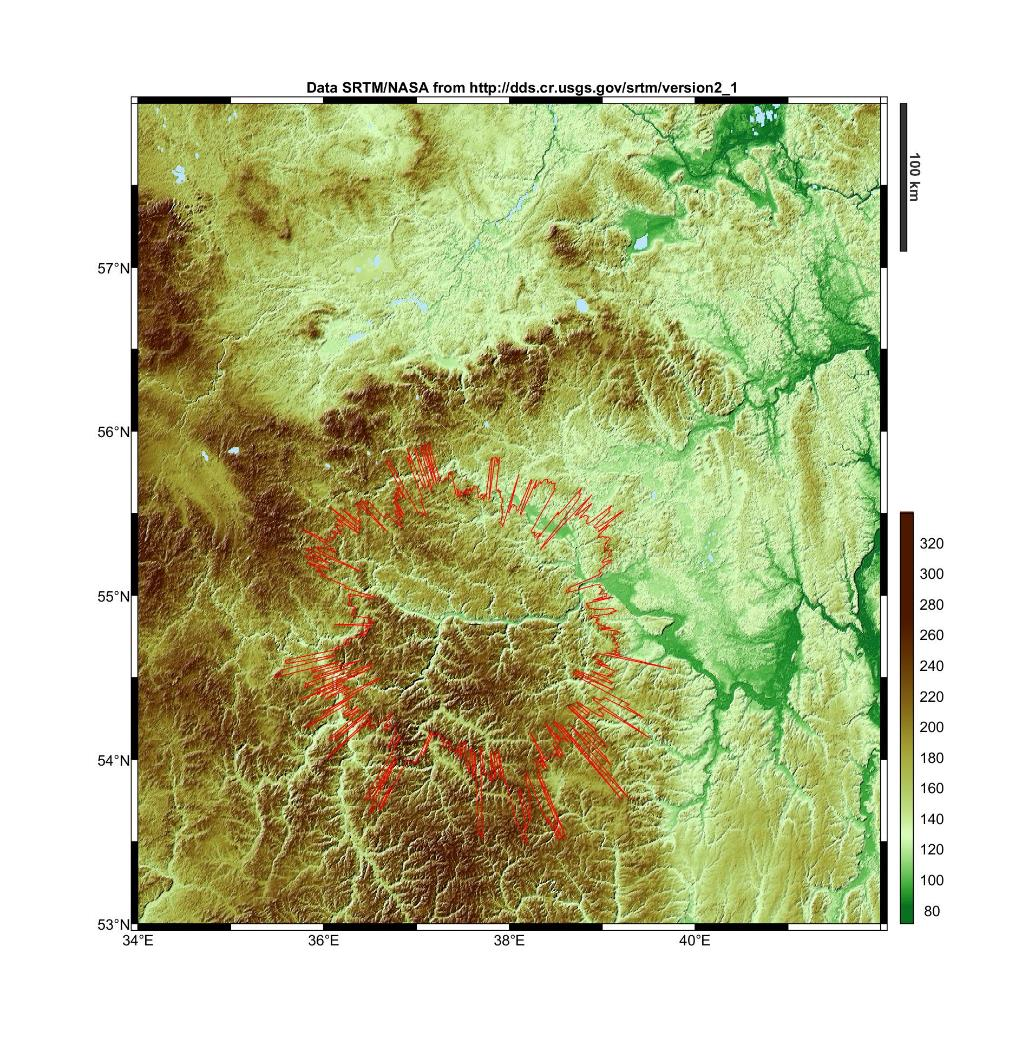 Data SRTM/NASA from http://dds.cr.usgs.gov/srtm/version2_1
100 km
57°N
56°N
55°N
54°N
53°N
34°E
36°E
38°E
40°E
320
300
280
260
240
220
200
180
160
140
120
100
80